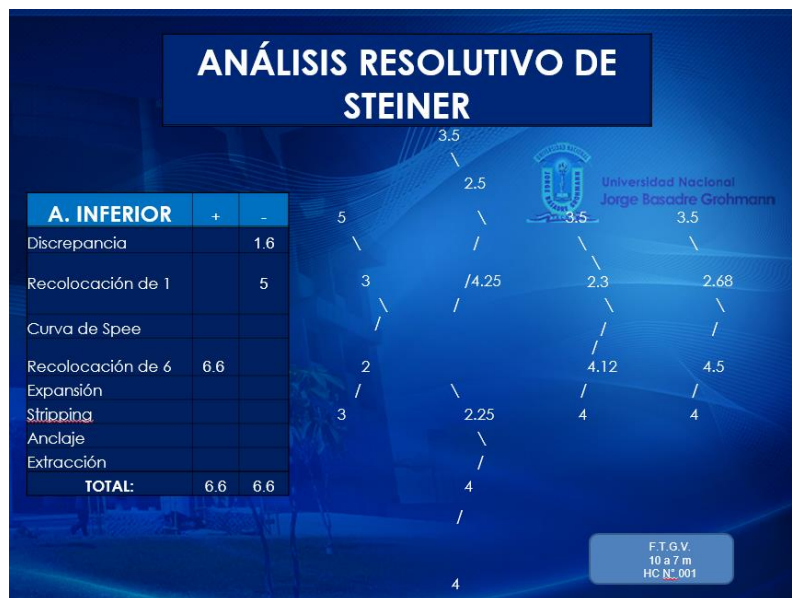 ANÁLISIS RESOLUTIVO DE
STEINER
Universidad Nacional
Jorge Basadre Grohmann
A. INFERIOR + -
Discrepancia 1.6
Recolocación de 1 5
Curva de Spee
Recolocación de 6 6.6
Expansión
Stripping
Anclaje
Extracción
TOTAL: 6.6 6.6
3.5
\
2.5
5 \ 3.5 3.5
\ / \ \
\
3 /4.25 2.3 2.68
\ / \ \
/ / /
/
2 4.12 4.5
/ \ / /
3 2.25 4 4
\
/
4
/
4
F.T.G.V.
10 a 7 m
HC N° 001